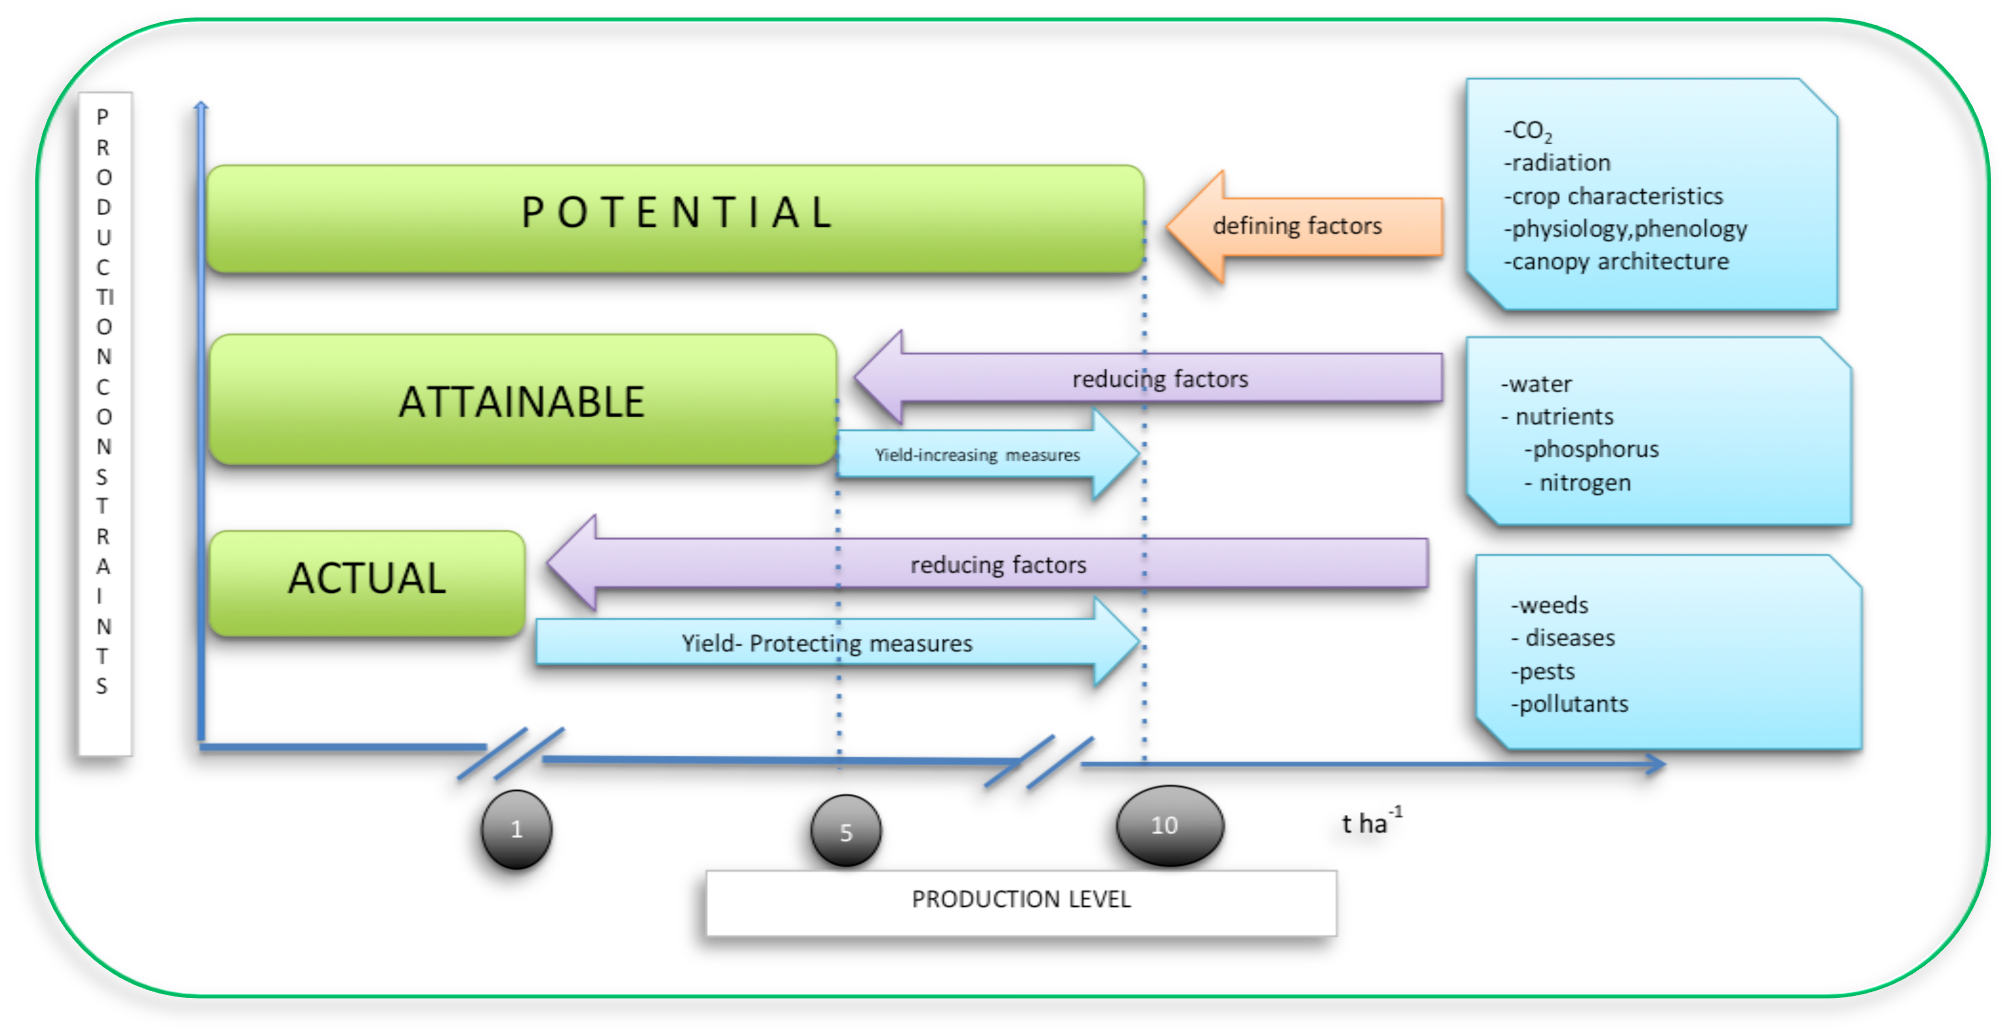 PRODUCTION CONSTRAINTS
POTENTIAL
defining factors
-CO₂
-radiation
-crop characteristics
-physiology,phenology
-canopy architecture
ATTAINABLE
reducing factors
Yield-increasing measures
-water
- nutrients
-phosphorus
- nitrogen
ACTUAL
reducing factors
Yield- Protecting measures
-weeds
- diseases
-pests
-pollutants
1
5
10
t ha⁻¹
PRODUCTION LEVEL